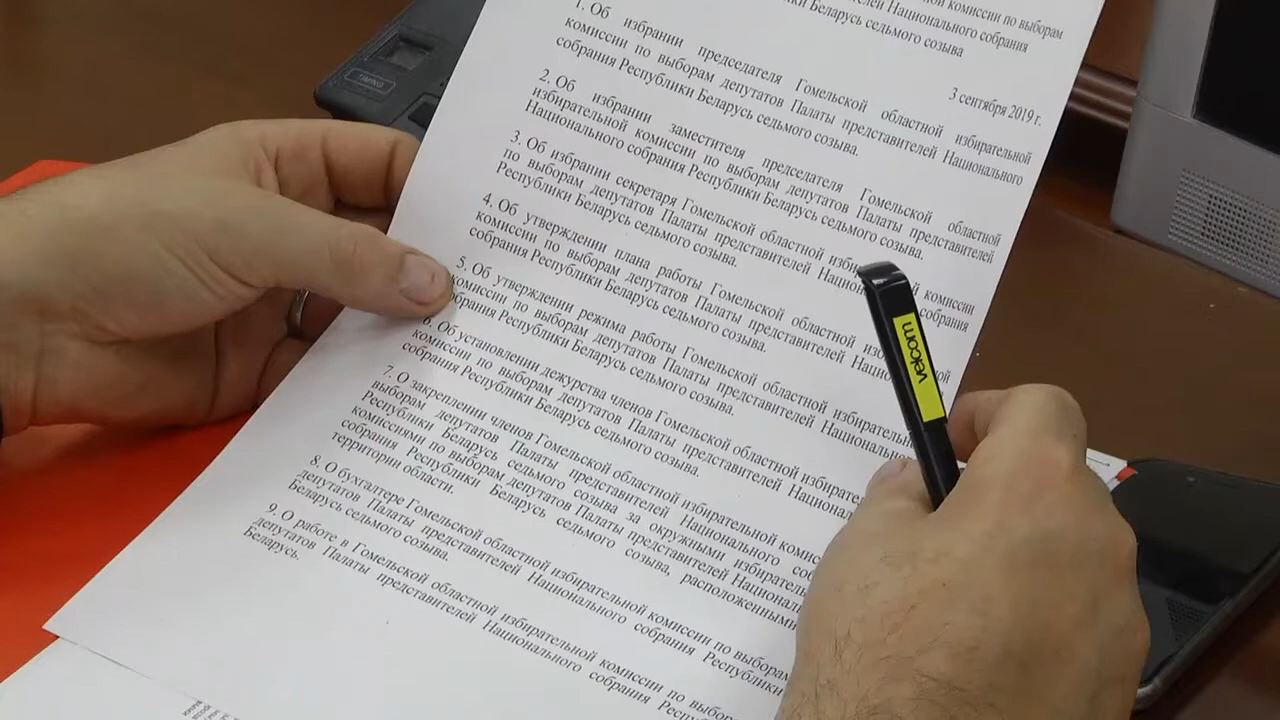 комиссии по выборам
Национального собрания
Беларусь седьмого созыва
3 сентября 2019 г.
1. Об избрании председателя Гомельской областной избирательной
комиссии по выборам депутатов Палаты представителей Национального
собрания Республики Беларусь седьмого созыва.
2. Об избрании заместителя председателя Гомельской областной
избирательной комиссии по выборам депутатов Палаты представителей
Национального собрания Республики Беларусь седьмого созыва.
3. Об избрании секретаря Гомельской областной комиссии
по выборам депутатов Палаты представителей собрания
Республики Беларусь седьмого созыва.
4. Об утверждении плана работы Гомельской областной
комиссии по выборам депутатов Палаты представителей
собрания Республики Беларусь седьмого созыва.
5. Об утверждении режима работы Гомельской областной
комиссии по выборам депутатов Палаты представителей
собрания Республики Беларусь седьмого созыва.
6. Об установлении дежурства членов Гомельской областной
комиссии по выборам депутатов Палаты представителей
собрания Республики Беларусь седьмого созыва.
7. О закреплении членов Гомельской областной избирательной
выборам депутатов Палаты представителей Национального
Республики Беларусь седьмого созыва за окружными
комиссиями по выборам депутатов Палаты представителей
собрания Республики Беларусь седьмого созыва, расположенными
территории области.
8. О бухгалтере Гомельской областной избирательной комиссии по выборам
депутатов Палаты представителей Национального собрания Республики
Беларусь седьмого созыва.
9. О работе в Гомельской областной избирательной комиссии по
депутатов Палаты представителей Национального собрания
Беларусь.
velcom